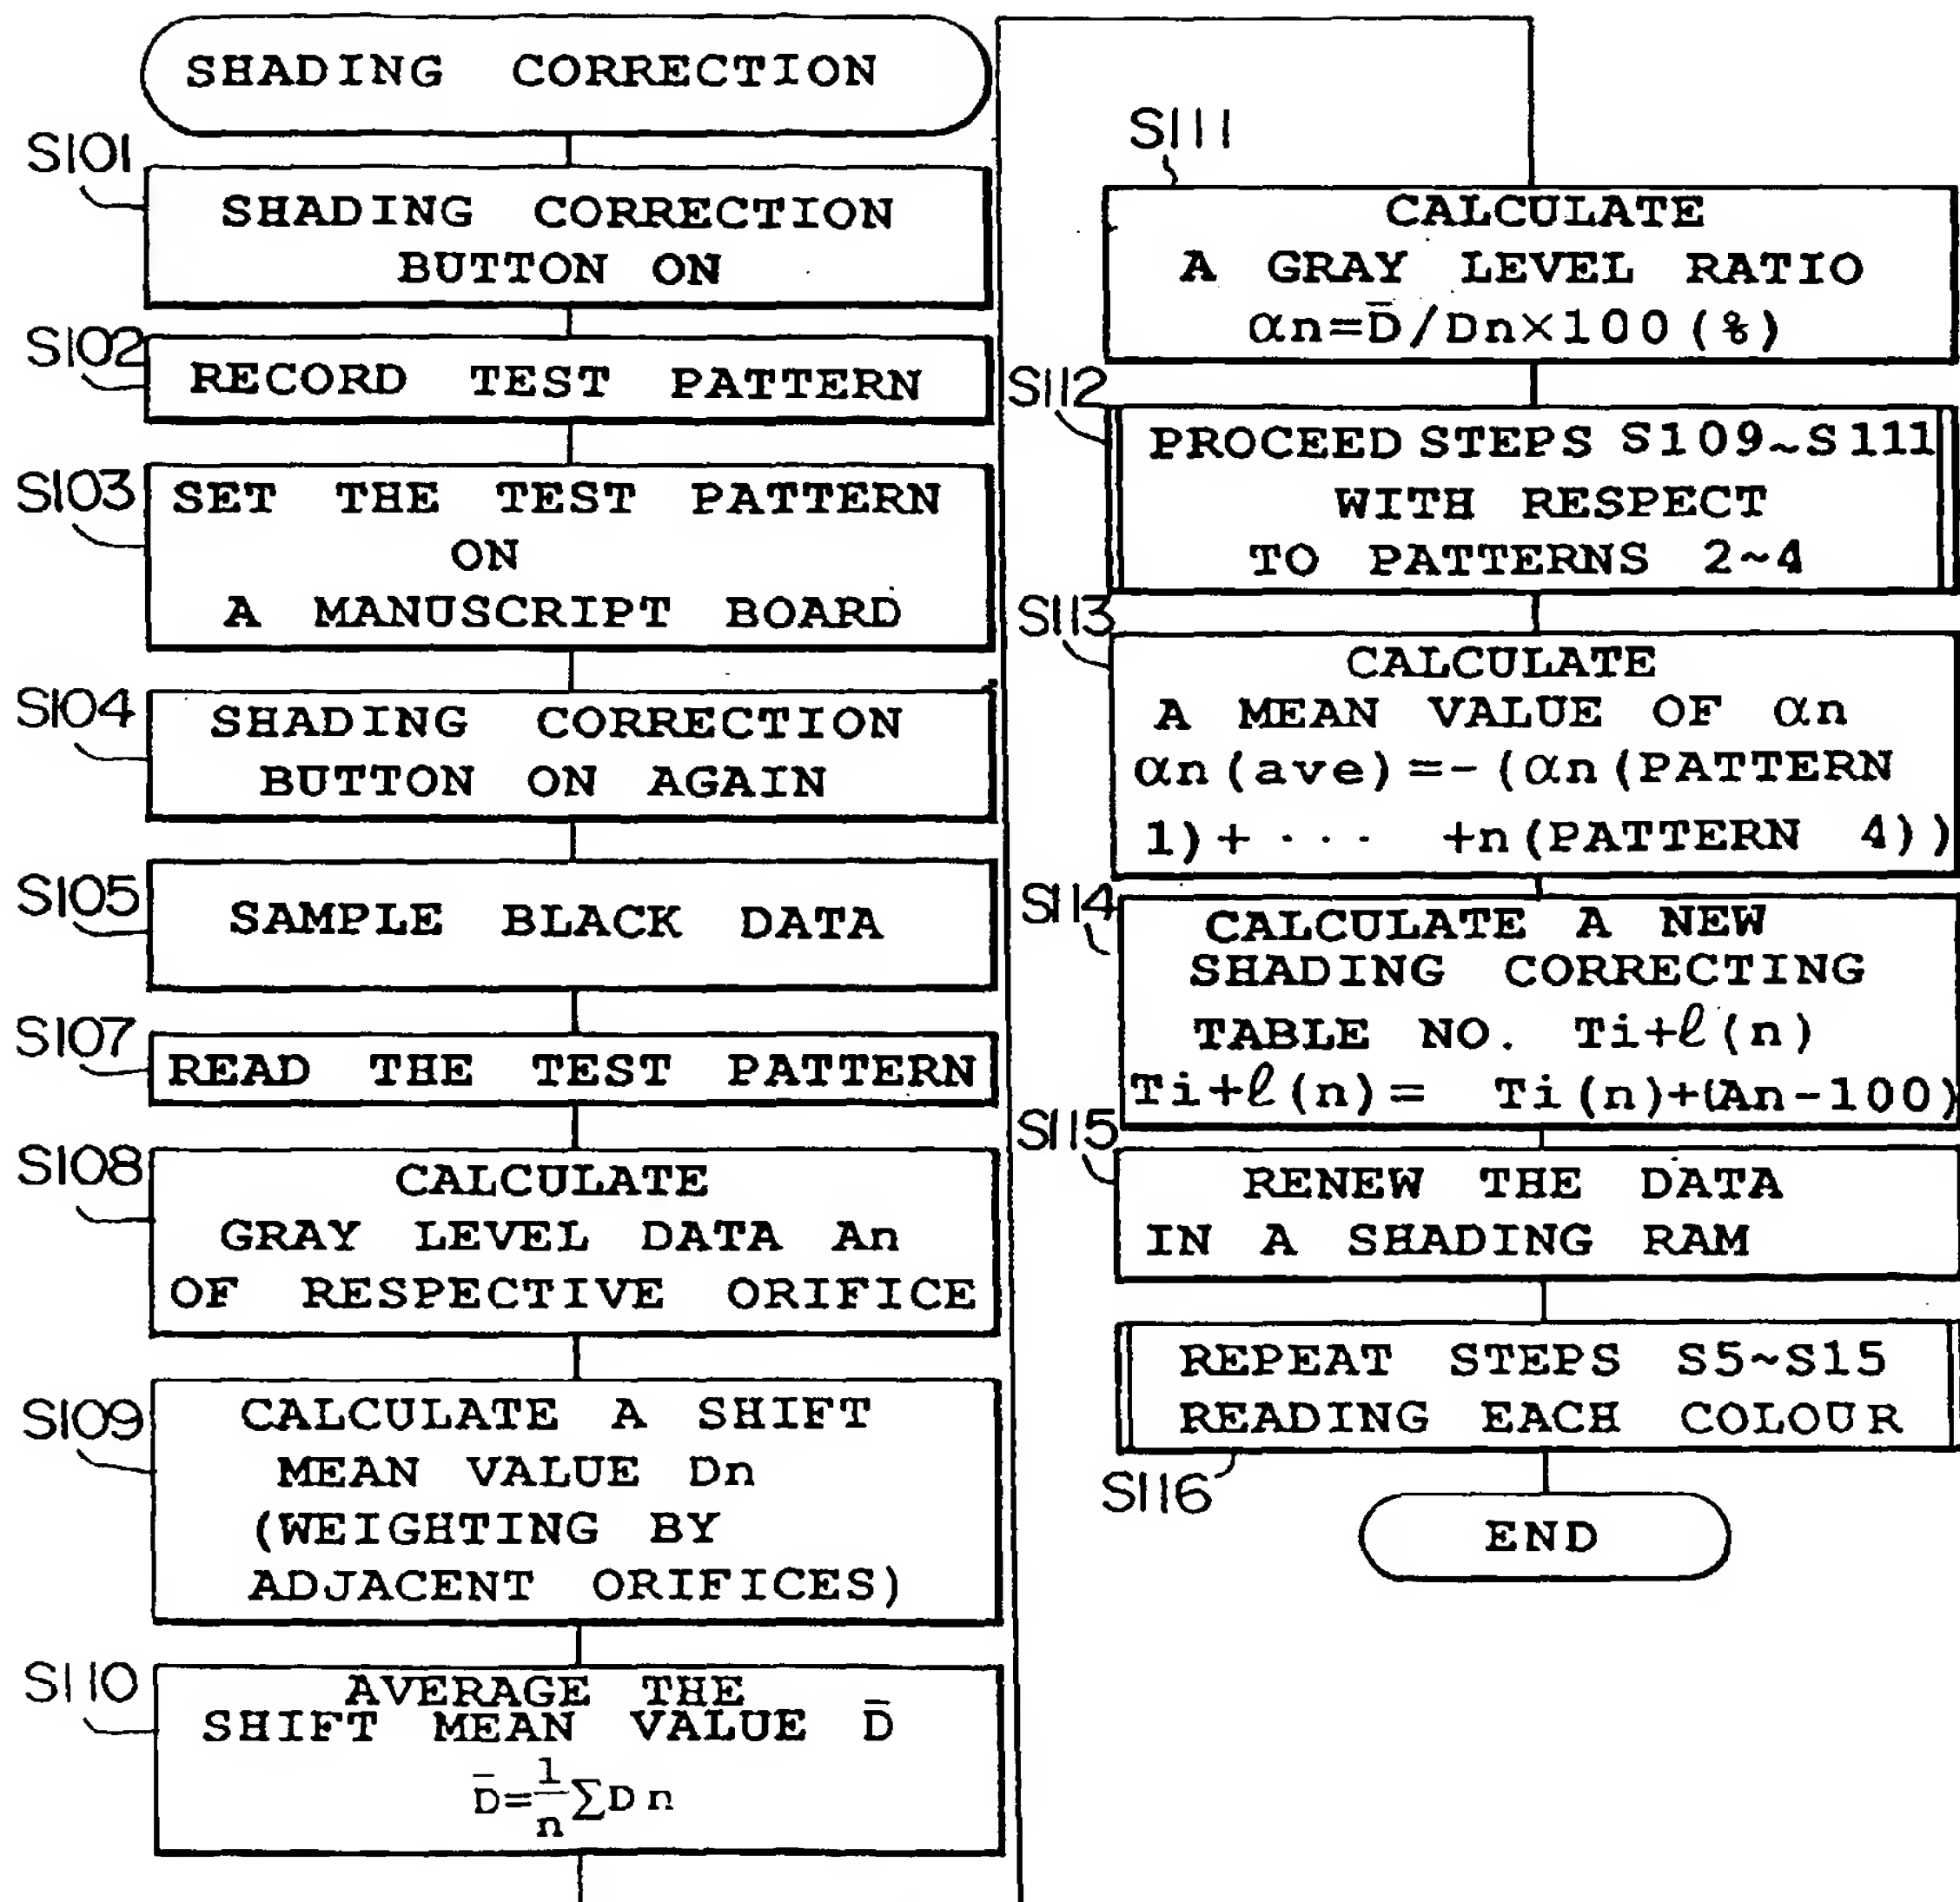 SHADING CORRECTION
S101
SHADING CORRECTION
BUTTON ON
S102
RECORD TEST PATTERN
S103
SET THE TEST PATTERN
ON
A MANUSCRIPT BOARD
S104
SHADING CORRECTION
BUTTON ON AGAIN
S105
SAMPLE BLACK DATA
S107
READ THE TEST PATTERN
S108
CALCULATE
GRAY LEVEL DATA An
OF RESPECTIVE ORIFICE
S109
CALCULATE A SHIFT
MEAN VALUE Dn
(WEIGHTING BY
ADJACENT ORIFICES)
S110
AVERAGE THE
SHIFT MEAN VALUE D̄
D̄=1/n∑Dn
S111
CALCULATE
A GRAY LEVEL RATIO
αn=D̄/Dn×100(%)
S112
PROCEED STEPS S109~S111
WITH RESPECT
TO PATTERNS 2~4
S113
CALCULATE
A MEAN VALUE OF αn
αn(ave)=-(αn(PATTERN
1)+ ··· +n(PATTERN 4))
S114
CALCULATE A NEW
SHADING CORRECTING
TABLE NO. Ti+ℓ(n)
Ti+ℓ(n)= Ti(n)+(An-100)
S115
RENEW THE DATA
IN A SHADING RAM
REPEAT STEPS S5~S15
READING EACH COLOUR
S116
END